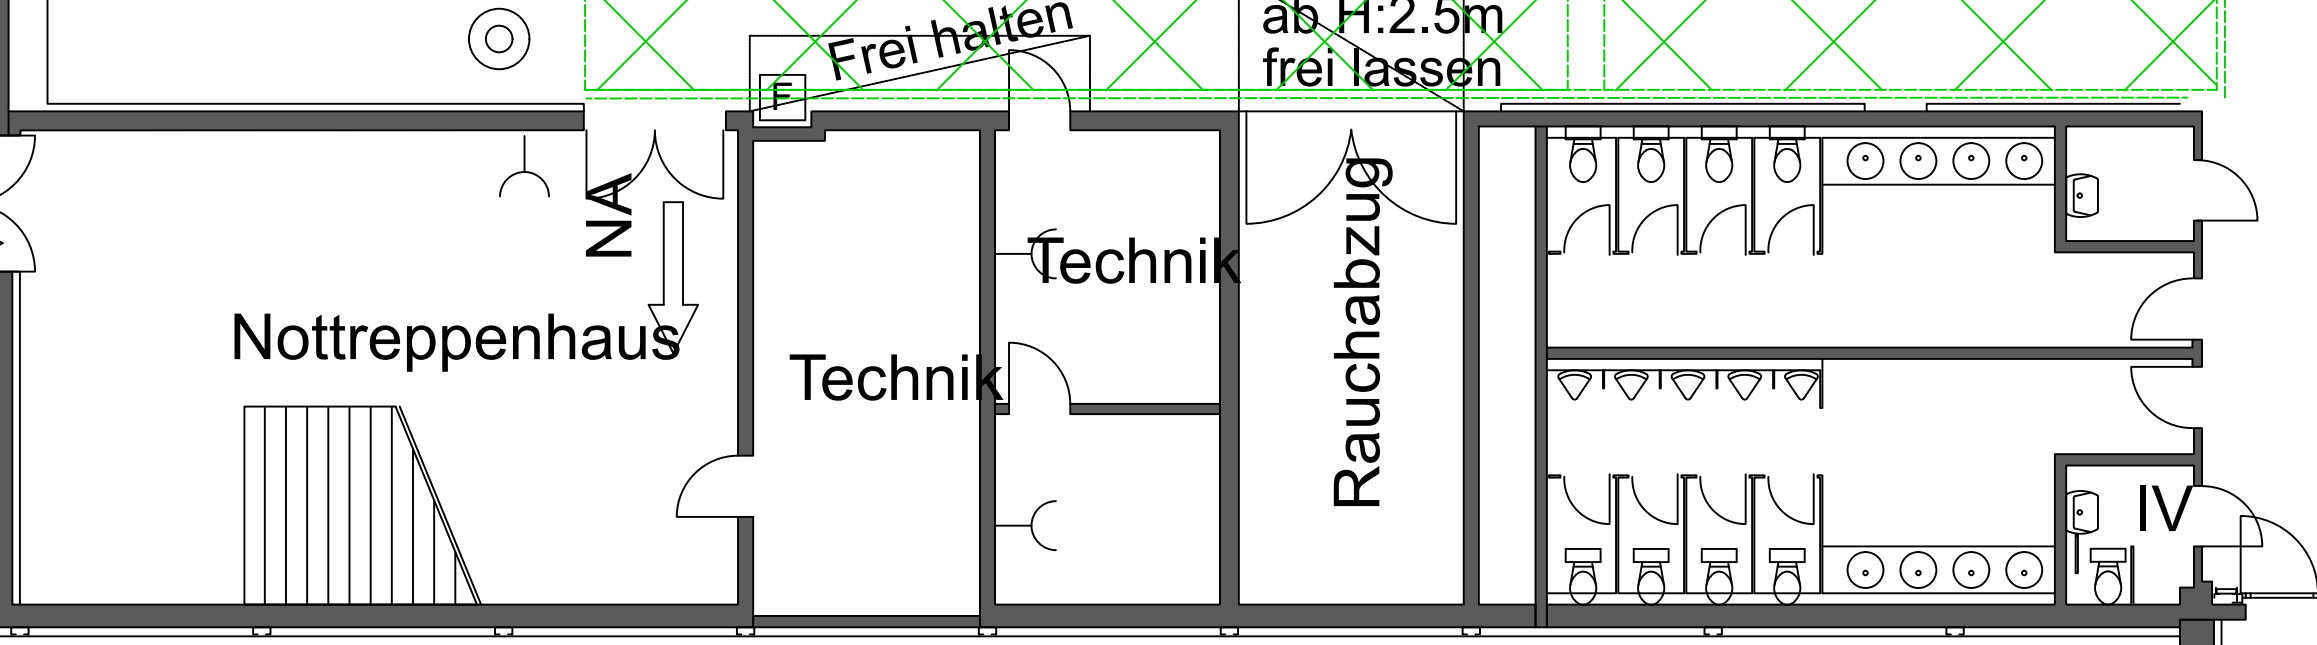 Frei halten
F
ab H:2.5m
frei lassen
NA
Nottreppenhaus
Technik
Technik
Rauchabzug
IV